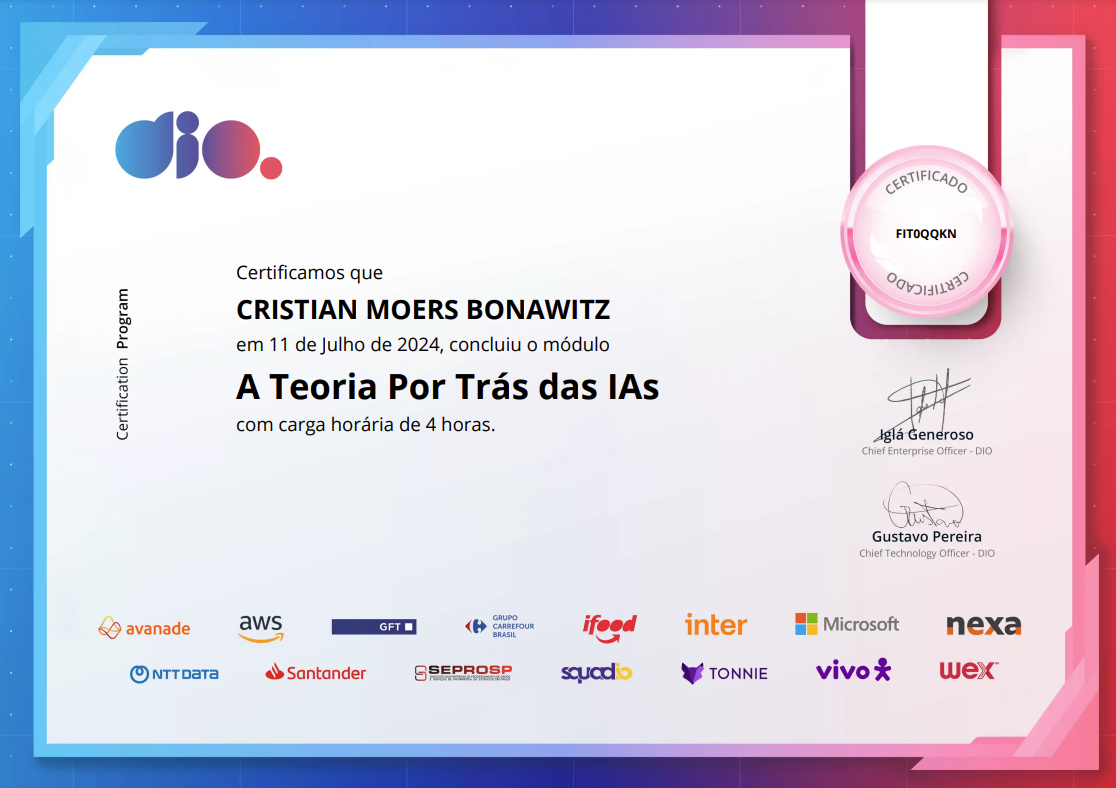 dio.
CERTIFICADO
FIT0QQKN
CERTIFICADO
Certification Program
Certificamos que
CRISTIAN MOERS BONAWITZ
em 11 de Julho de 2024, concluiu o módulo
A Teoria Por Trás das IAs
com carga horária de 4 horas.
Iglá Generoso
Chief Enterprise Officer - DIO
Gustavo Pereira
Chief Technology Officer - DIO
avanade
aws
GFT
GRUPO
CARREFOUR
BRASIL
ifood
inter
Microsoft
nexa
NTT DATA
Santander
SEPROSP
squadio
TONNIE
vivo
wex